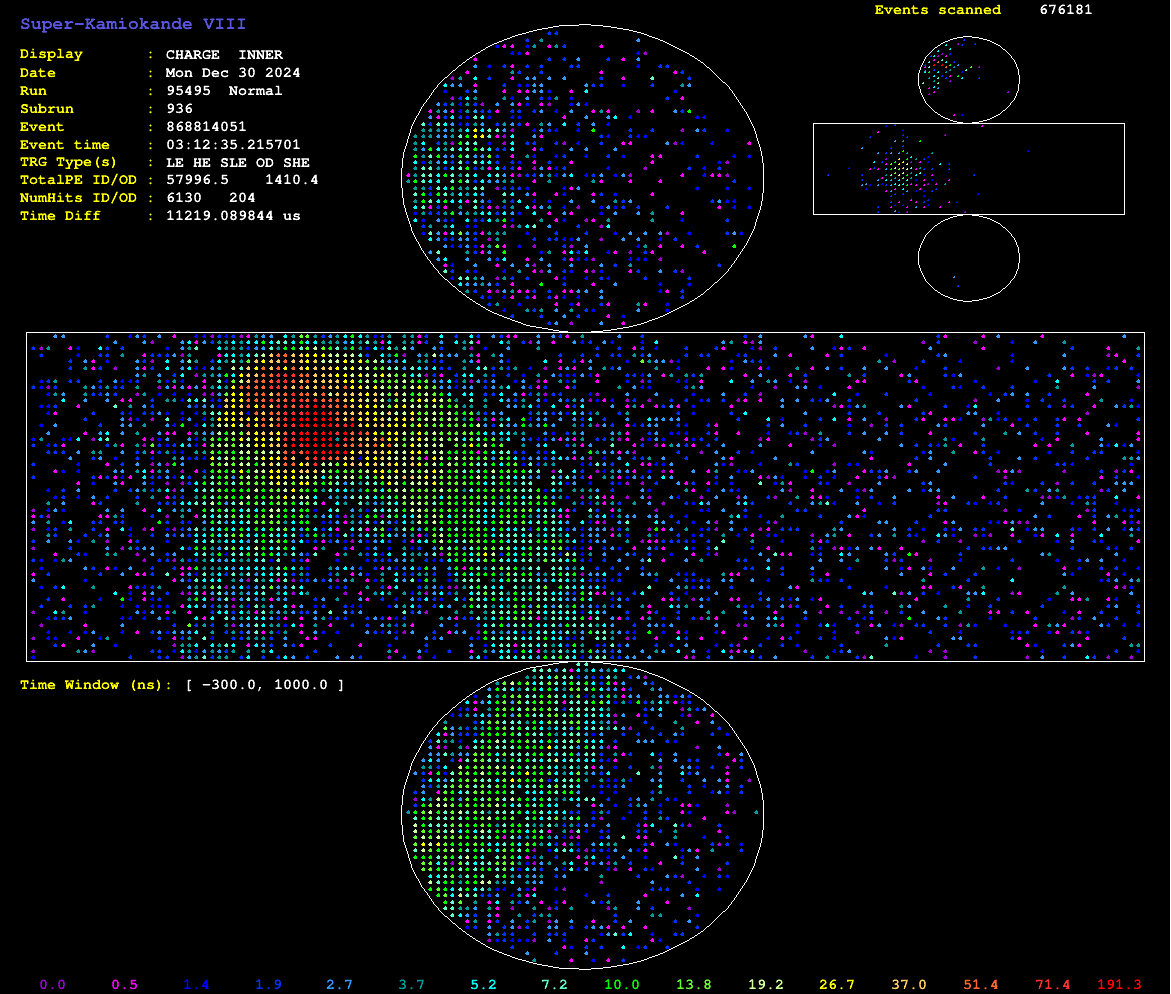 Super-Kamiokande VIII
Events scanned 676181
Display : CHARGE INNER
Date : Mon Dec 30 2024
Run : 95495 Normal
Subrun : 936
Event : 868814051
Event time : 03:12:35.215701
TRG Type(s) : LE HE SLE OD SHE
TotalPE ID/OD : 57996.5 1410.4
NumHits ID/OD : 6130 204
Time Diff : 11219.089844 us
Time Window (ns): [ −300.0, 1000.0 ]
0.0 0.5 1.4 1.9 2.7 3.7 5.2 7.2 10.0 13.8 19.2 26.7 37.0 51.4 71.4 191.3